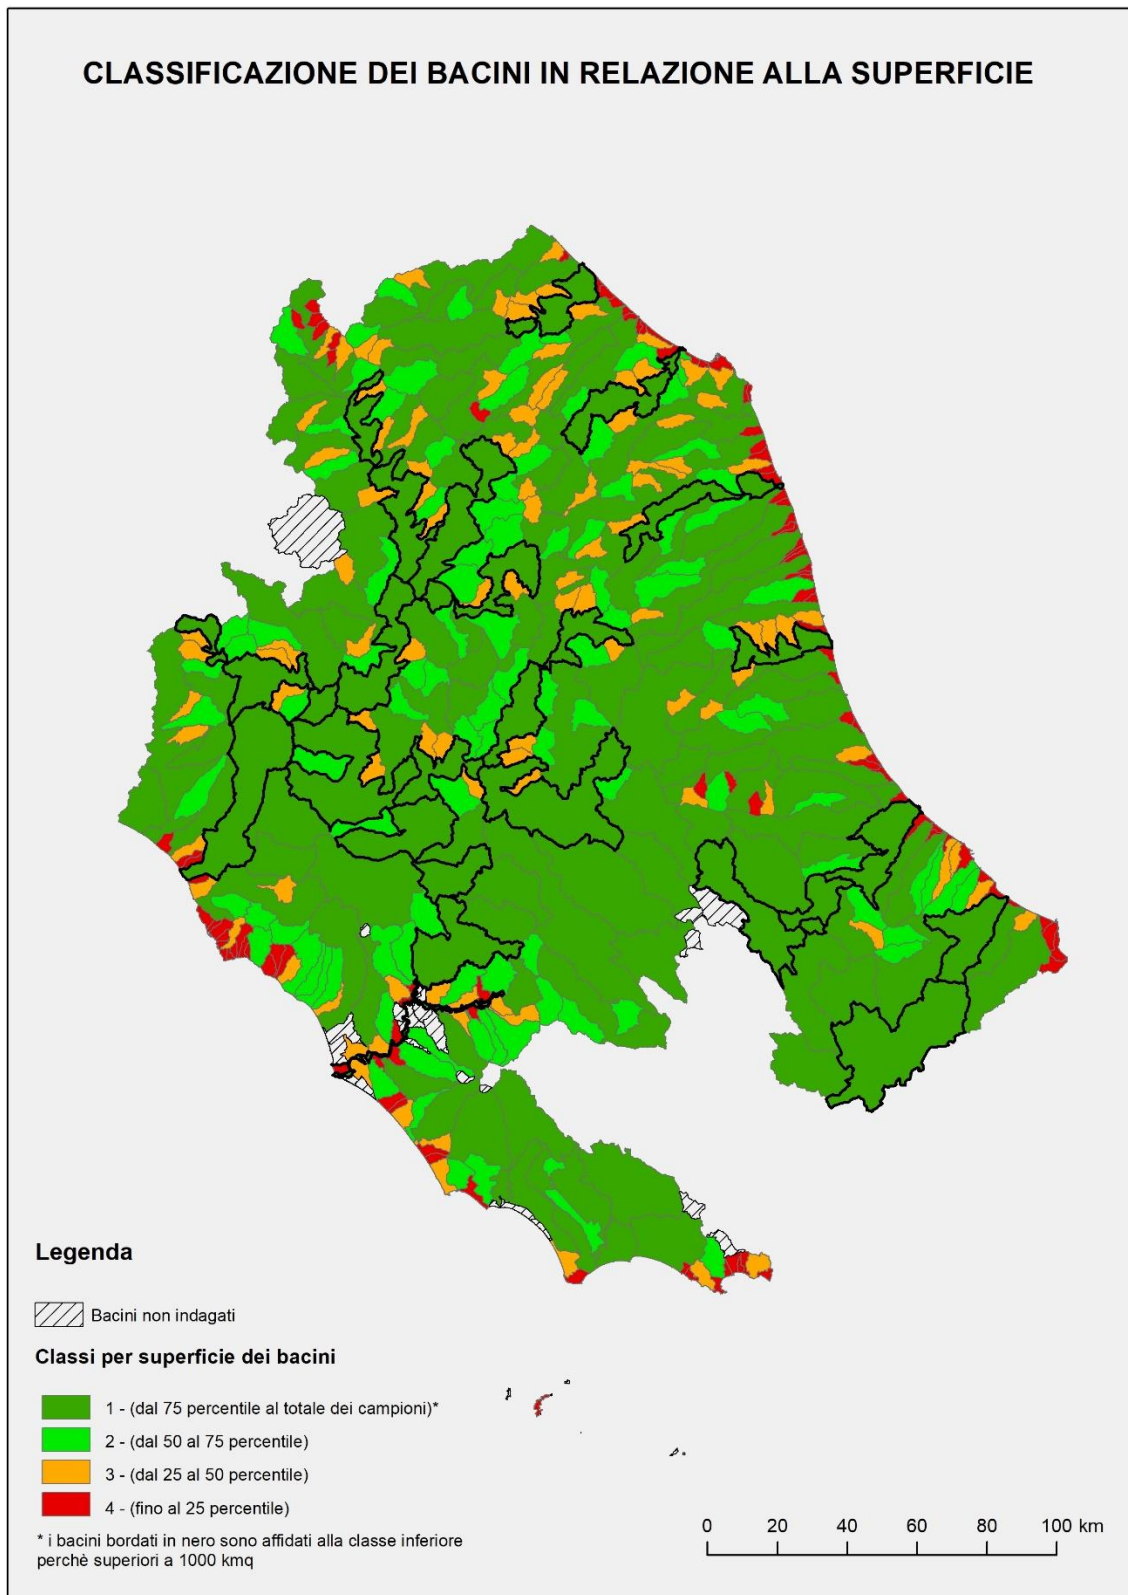 CLASSIFICAZIONE DEI BACINI IN RELAZIONE ALLA SUPERFICIE
Legenda
Bacini non indagati
Classi per superficie dei bacini
1 - (dal 75 percentile al totale dei campioni)*
2 - (dal 50 al 75 percentile)
3 - (dal 25 al 50 percentile)
4 - (fino al 25 percentile)
* i bacini bordati in nero sono affidati alla classe inferiore
perchè superiori a 1000 kmq
0 20 40 60 80 100 km